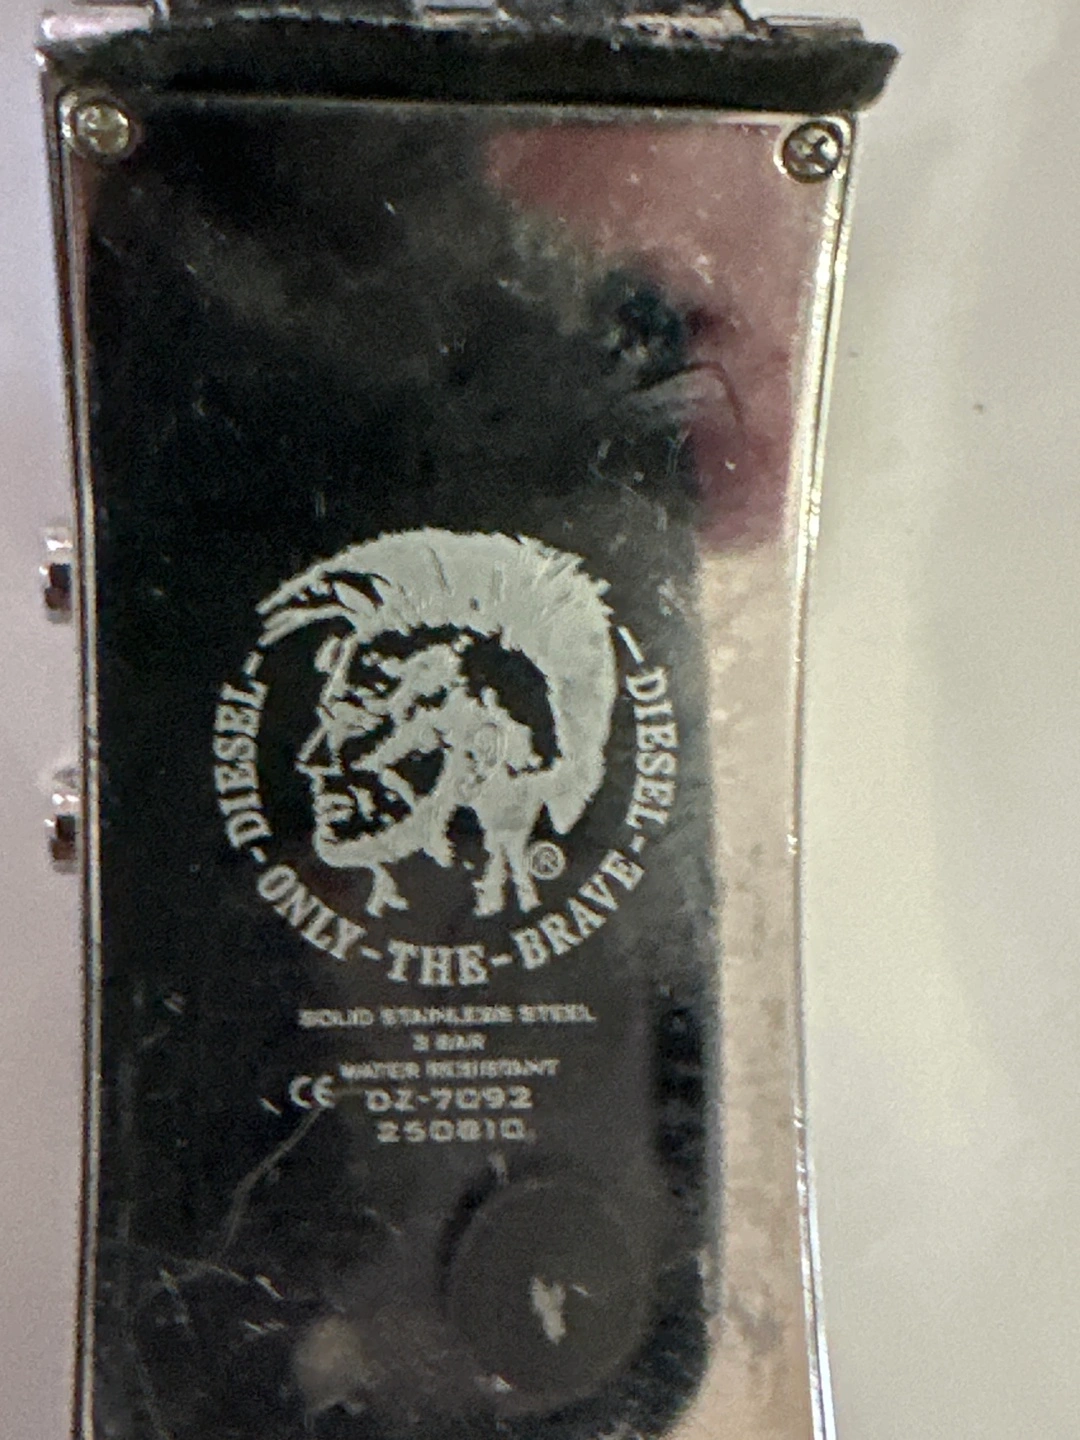 DIESEL-ONLY-THE-BRAVE-DIESEL
®
SOLID STAINLESS STEEL
3 BAR
WATER RESISTANT
CE DZ-7092
250810